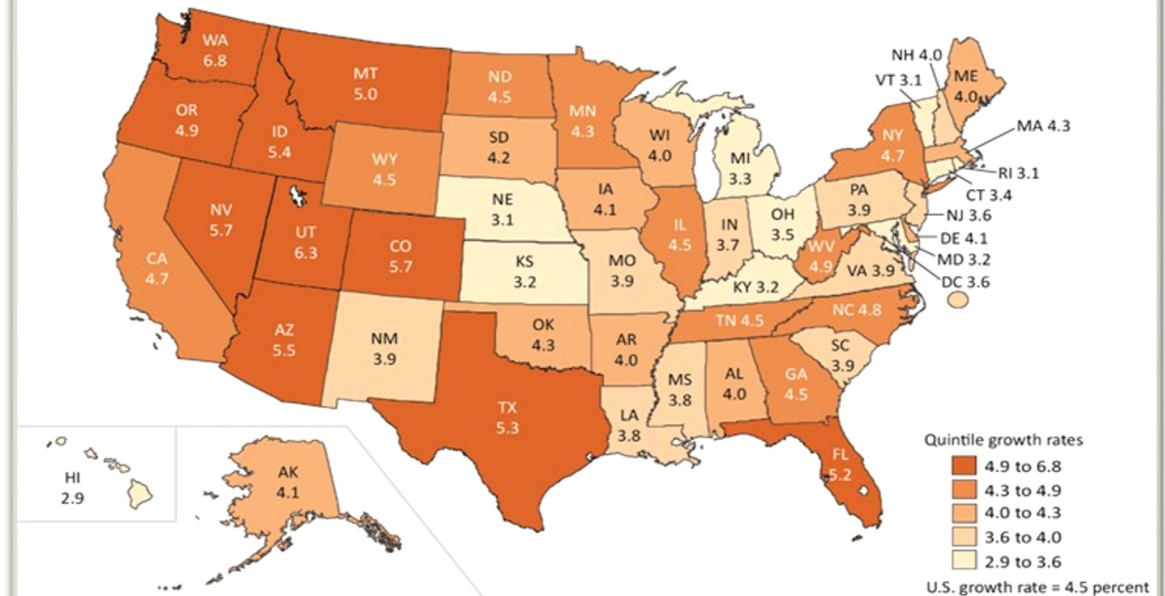 WA
6.8
OR
4.9
CA
4.7
ID
5.4
NV
5.7
MT
5.0
WY
4.5
UT
6.3
CO
5.7
AZ
5.5
NM
3.9
ND
4.5
SD
4.2
NE
3.1
KS
3.2
OK
4.3
TX
5.3
MN
4.3
IA
4.1
MO
3.9
AR
4.0
LA
3.8
WI
4.0
IL
4.5
MI
3.3
IN
3.7
OH
3.5
KY 3.2
TN 4.5
MS
3.8
AL
4.0
GA
4.5
FL
5.2
SC
3.9
NC 4.8
WV
4.9
VA 3.9
PA
3.9
NY
4.7
VT 3.1
NH 4.0
ME
4.0
MA 4.3
RI 3.1
CT 3.4
NJ 3.6
DE 4.1
MD 3.2
DC 3.6
HI
2.9
AK
4.1
Quintile growth rates
4.9 to 6.8
4.3 to 4.9
4.0 to 4.3
3.6 to 4.0
2.9 to 3.6
U.S. growth rate = 4.5 percent